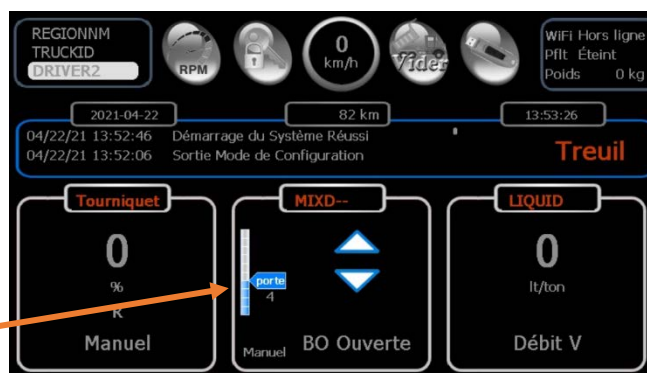 REGIONNM
TRUCKID
DRIVER2
RPM
0
km/h
Vider
WiFi Hors ligne
Pflt Éteint
Poids 0 kg
2021-04-22
82 km
13:53:26
04/22/21 13:52:46 Démarrage du Système Réussi
04/22/21 13:52:06 Sortie Mode de Configuration
Treuil
Tourniquet
0
%
R
Manuel
MIXD--
porte
4
Manuel
BO Ouverte
LIQUID
0
lt/ton
Débit V